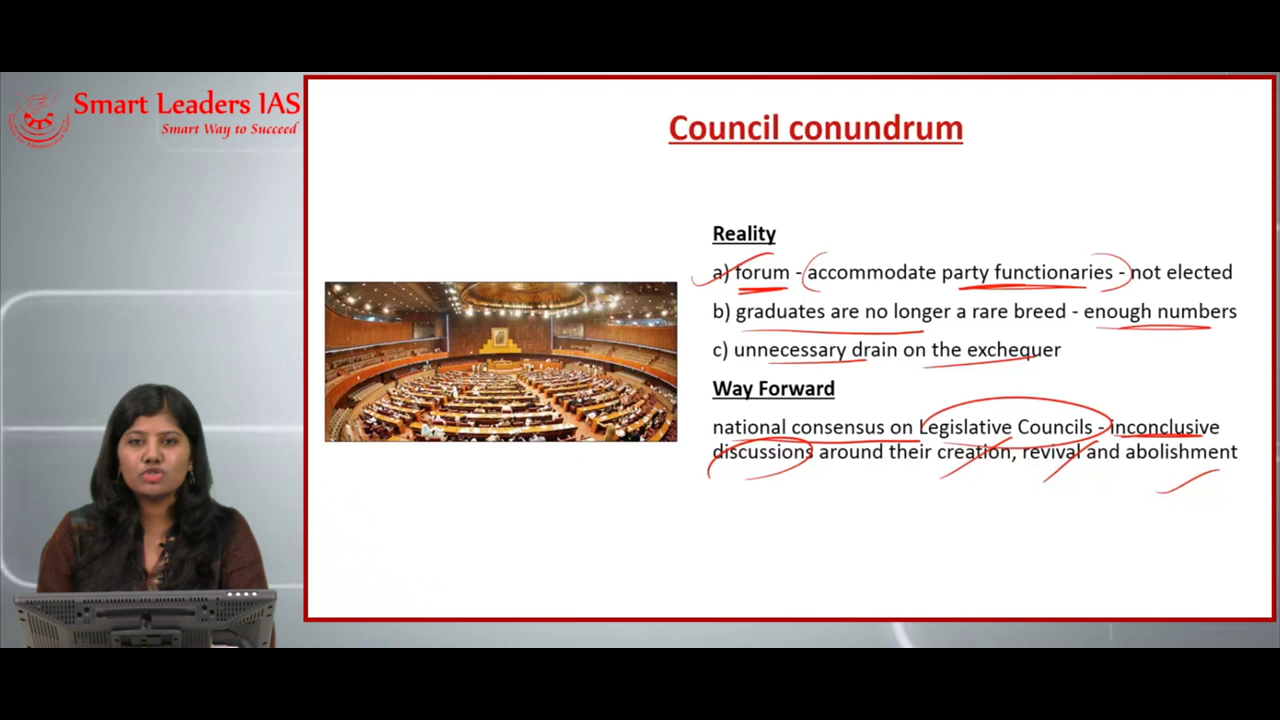 Smart Leaders IAS
Smart Way to Succeed
Council conundrum
Reality
a) forum - accommodate party functionaries - not elected
b) graduates are no longer a rare breed - enough numbers
c) unnecessary drain on the exchequer
Way Forward
national consensus on Legislative Councils - inconclusive
discussions around their creation, revival and abolishment